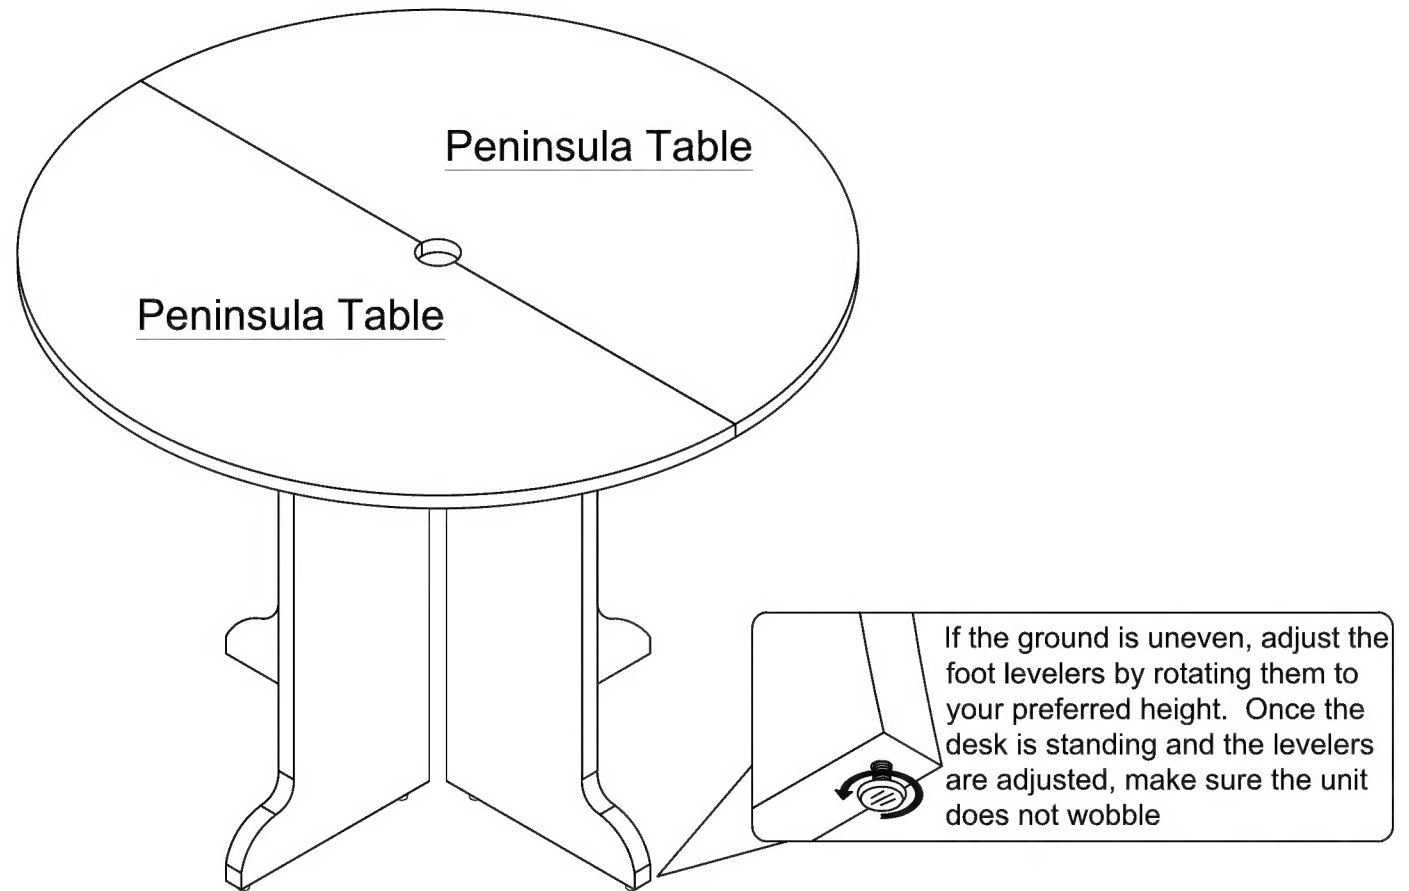 Peninsula Table
Peninsula Table
If the ground is uneven, adjust the
foot levelers by rotating them to
your preferred height.  Once the
desk is standing and the levelers
are adjusted, make sure the unit
does not wobble